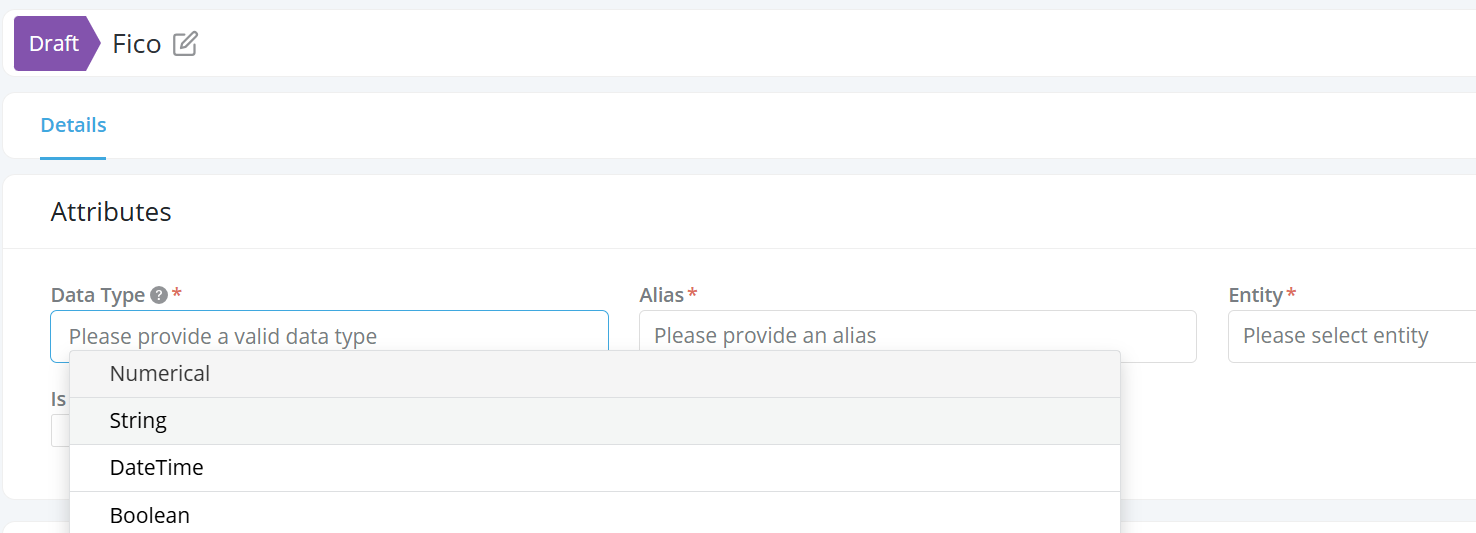 Draft Fico
Details
Attributes
Data Type ? * Alias * Entity *
Please provide a valid data type Please provide an alias Please select entity
Numerical
Is
String
DateTime
Boolean